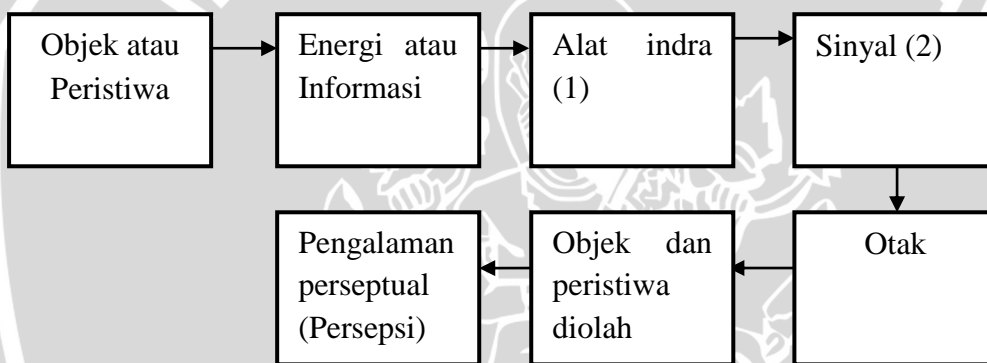 Objek atau
Peristiwa
Energi atau
Informasi
Alat indra
(1)
Sinyal (2)
Otak
Objek dan
peristiwa
diolah
Pengalaman
perseptual
(Persepsi)